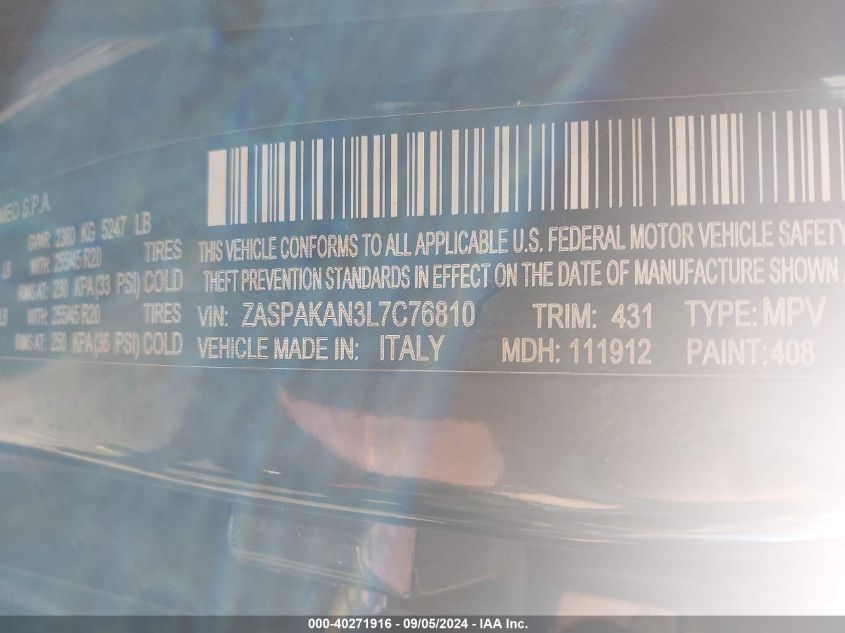 MED S.P.A.
GVWR: 2380 KG 5247 LB
LB WITH: 255/45 R20 TIRES
RIMS AT: 230 KPA (33 PSI) COLD
LB WITH: 255/45 R20 TIRES
RIMS AT: 250 KPA (36 PSI) COLD
THIS VEHICLE CONFORMS TO ALL APPLICABLE U.S. FEDERAL MOTOR VEHICLE SAFETY
THEFT PREVENTION STANDARDS IN EFFECT ON THE DATE OF MANUFACTURE SHOWN
VIN: ZASPAKAN3L7C76810 TRIM: 431 TYPE: MPV
VEHICLE MADE IN: ITALY MDH: 111912 PAINT: 408
000-40271916 - 09/05/2024 - IAA Inc.